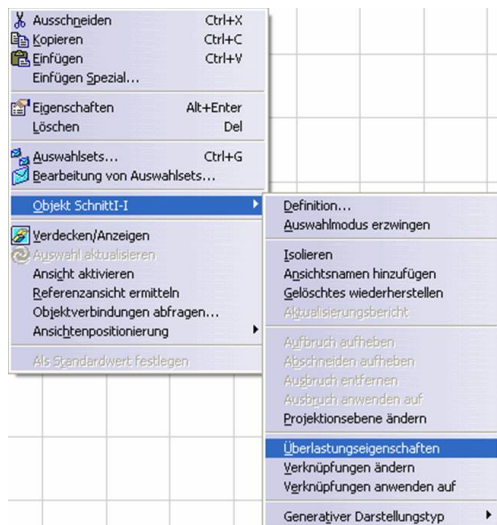 Ausschneiden Ctrl+X
Kopieren Ctrl+C
Einfügen Ctrl+V
Einfügen Spezial...
Eigenschaften Alt+Enter
Löschen Del
Auswahlsets... Ctrl+G
Bearbeitung von Auswahlsets...
Objekt SchnittI-I
Verdecken/Anzeigen
Auswahl aktualisieren
Ansicht aktivieren
Referenzansicht ermitteln
Objektverbindungen abfragen...
Ansichtenpositionierung
Als Standardwert festlegen
Definition...
Auswahlmodus erzwingen
Isolieren
Ansichtsnamen hinzufügen
Gelöschtes wiederherstellen
Aktualisierungsbericht
Aufbruch aufheben
Abschneiden aufheben
Ausbruch entfernen
Ausbruch anwenden auf
Projektionsebene ändern
Überlastungseigenschaften
Verknüpfungen ändern
Verknüpfungen anwenden auf
Generativer Darstellungstyp